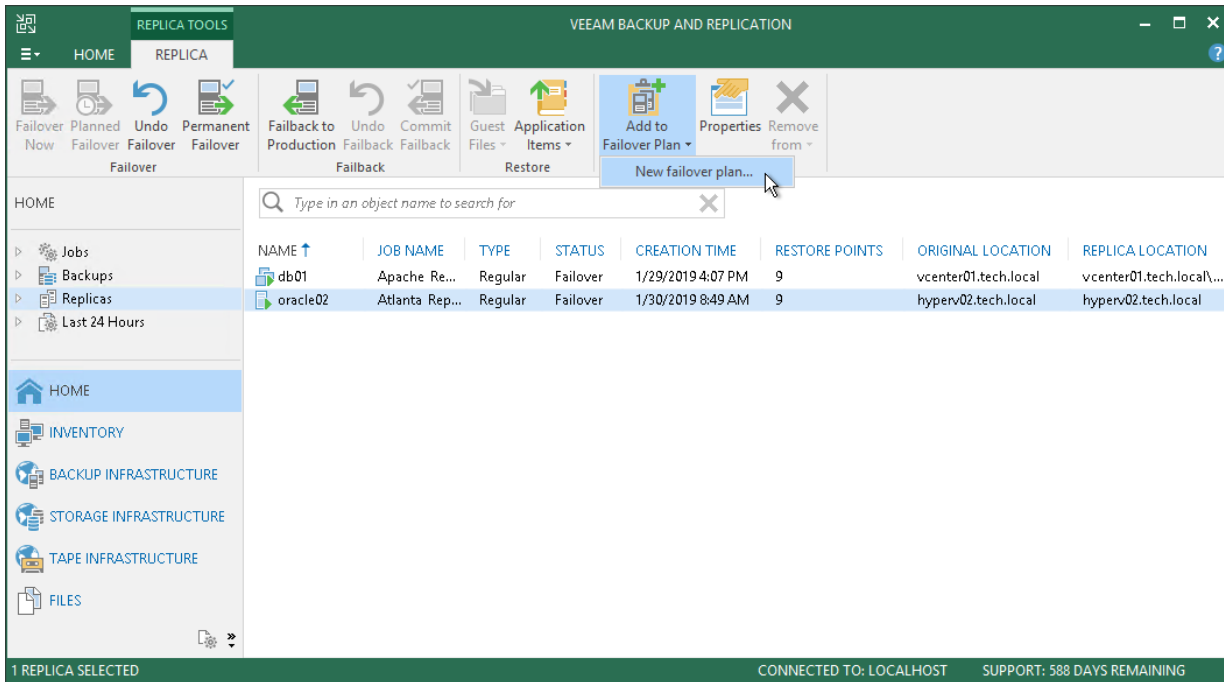 REPLICA TOOLS
VEEAM BACKUP AND REPLICATION
HOME REPLICA
?
Failover Now
Planned Failover
Undo Failover
Permanent Failover
Failover
Failback to Production
Undo Failback
Commit Failback
Failback
Guest Files
Application Items
Restore
Add to Failover Plan
Properties
Remove from
New failover plan...
HOME
Type in an object name to search for
Jobs
Backups
Replicas
Last 24 Hours
NAME JOB NAME TYPE STATUS CREATION TIME RESTORE POINTS ORIGINAL LOCATION REPLICA LOCATION
db01 Apache Re... Regular Failover 1/29/2019 4:07 PM 9 vcenter01.tech.local vcenter01.tech.local\...
oracle02 Atlanta Rep... Regular Failover 1/30/2019 8:49 AM 9 hyperv02.tech.local hyperv02.tech.local
HOME
INVENTORY
BACKUP INFRASTRUCTURE
STORAGE INFRASTRUCTURE
TAPE INFRASTRUCTURE
FILES
1 REPLICA SELECTED
CONNECTED TO: LOCALHOST
SUPPORT: 588 DAYS REMAINING